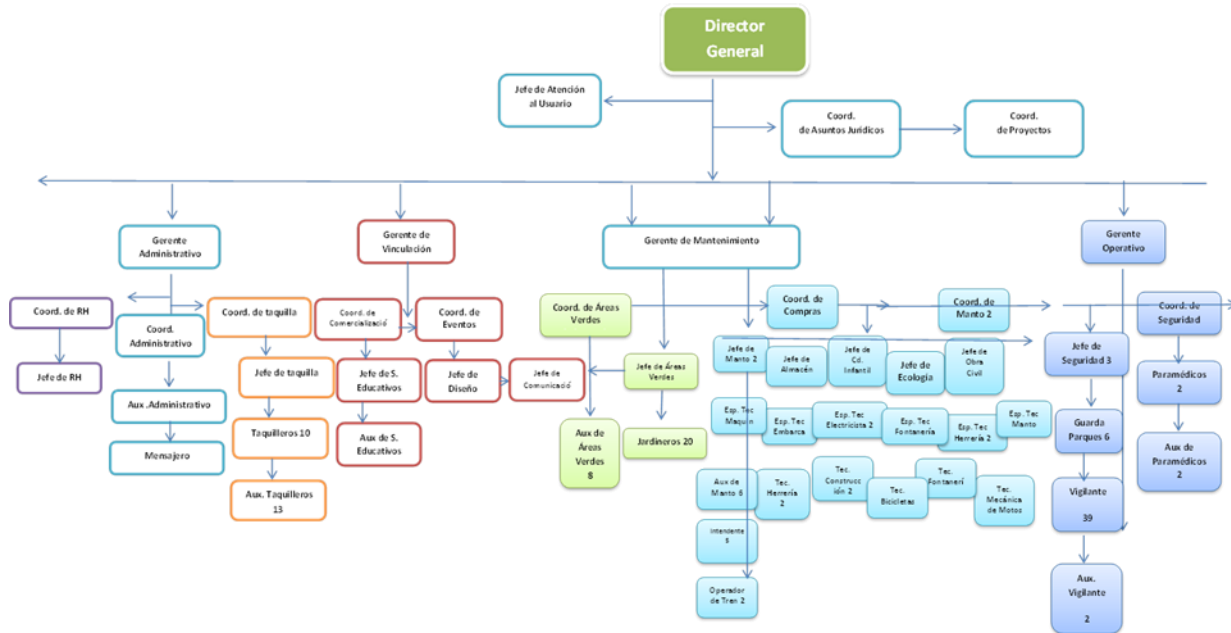 Director
General
Jefe de Atención
al Usuario
Coord.
de Asuntos Jurídicos
Coord.
de Proyectos
Gerente
Administrativo
Gerente de
Vinculación
Gerente de Mantenimiento
Gerente
Operativo
Coord. de RH
Coord.
Administrativo
Coord. de taquilla
Coord. de
Comercializació
Coord. de
Eventos
Coord. de Áreas
Verdes
Coord. de
Compras
Coord. de
Manto 2
Coord. de
Seguridad
Jefe de RH
Jefe de taquilla
Jefe de S.
Educativos
Jefe de
Diseño
Jefe de
Comunicació
Jefe de Áreas
Verdes
Jefe de
Manto 2
Jefe de
Almacén
Jefe de Cd.
Infantil
Jefe de
Ecología
Jefe de Obra
Civil
Jefe de
Seguridad 3
Paramédicos
2
Aux .Administrativo
Mensajero
Taquilleros 10
Aux. Taquilleros
13
Aux de S.
Educativos
Aux de
Áreas
Verdes
8
Jardineros 20
Esp. Tec
Maquin
Esp. Tec
Embarca
Esp. Tec
Electricista 2
Esp. Tec
Fontanería
Esp. Tec
Herrería 2
Esp. Tec
Manto
Guarda
Parques 6
Aux de
Paramédicos
2
Aux de
Manto 6
Tec.
Herrería
2
Tec.
Construcc
ión 2
Tec.
Bicicletas
Tec.
Fontanerí
Tec.
Mecánica
de Motos
Vigilante
39
Intendente
6
Operador
de Tren 2
Aux.
Vigilante
2